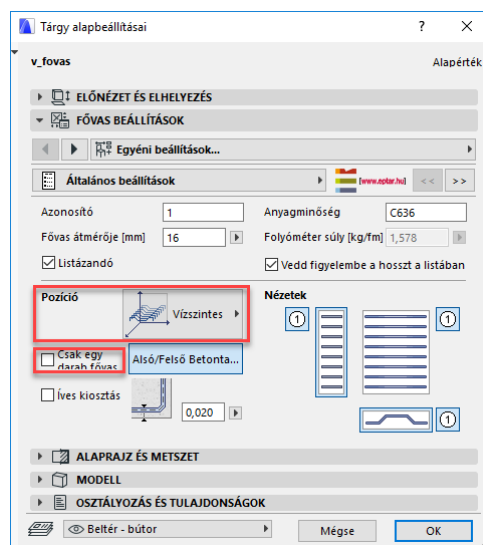 Tárgy alapbeállításai ? X
v_fovas Alapérték
ELŐNÉZET ÉS ELHELYEZÉS
FŐVAS BEÁLLÍTÁSOK
Egyéni beállítások...
Általános beállítások [www.eptar.hu] << >>
Azonosító 1 Anyagminőség C636
Fővas átmérője [mm] 16 Folyóméter súly [kg/fm] 1,578
Listázandó Vedd figyelembe a hosszt a listában
Pozíció Vízszintes Nézetek
1 1
Csak egy darab fővas Alsó/Felső Betonta...
Íves kiosztás 0,020 1
ALAPRAJZ ÉS METSZET
MODELL
OSZTÁLYOZÁS ÉS TULAJDONSÁGOK
Beltér - bútor Mégse OK